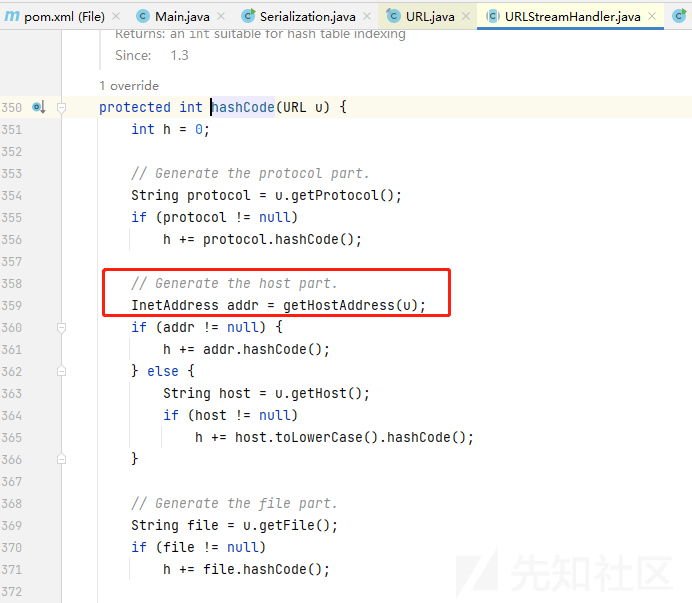 pom.xml (File) × Main.java × Serialization.java × URL.java × URLStreamHandler.java ×
Returns: an int suitable for hash table indexing
Since: 1.3
1 override
350 protected int hashCode(URL u) {
351 int h = 0;
352
353 // Generate the protocol part.
354 String protocol = u.getProtocol();
355 if (protocol != null)
356 h += protocol.hashCode();
357
358 // Generate the host part.
359 InetAddress addr = getHostAddress(u);
360 if (addr != null) {
361 h += addr.hashCode();
362 } else {
363 String host = u.getHost();
364 if (host != null)
365 h += host.toLowerCase().hashCode();
366 }
367
368 // Generate the file part.
369 String file = u.getFile();
370 if (file != null)
371 h += file.hashCode();
372
先知社区